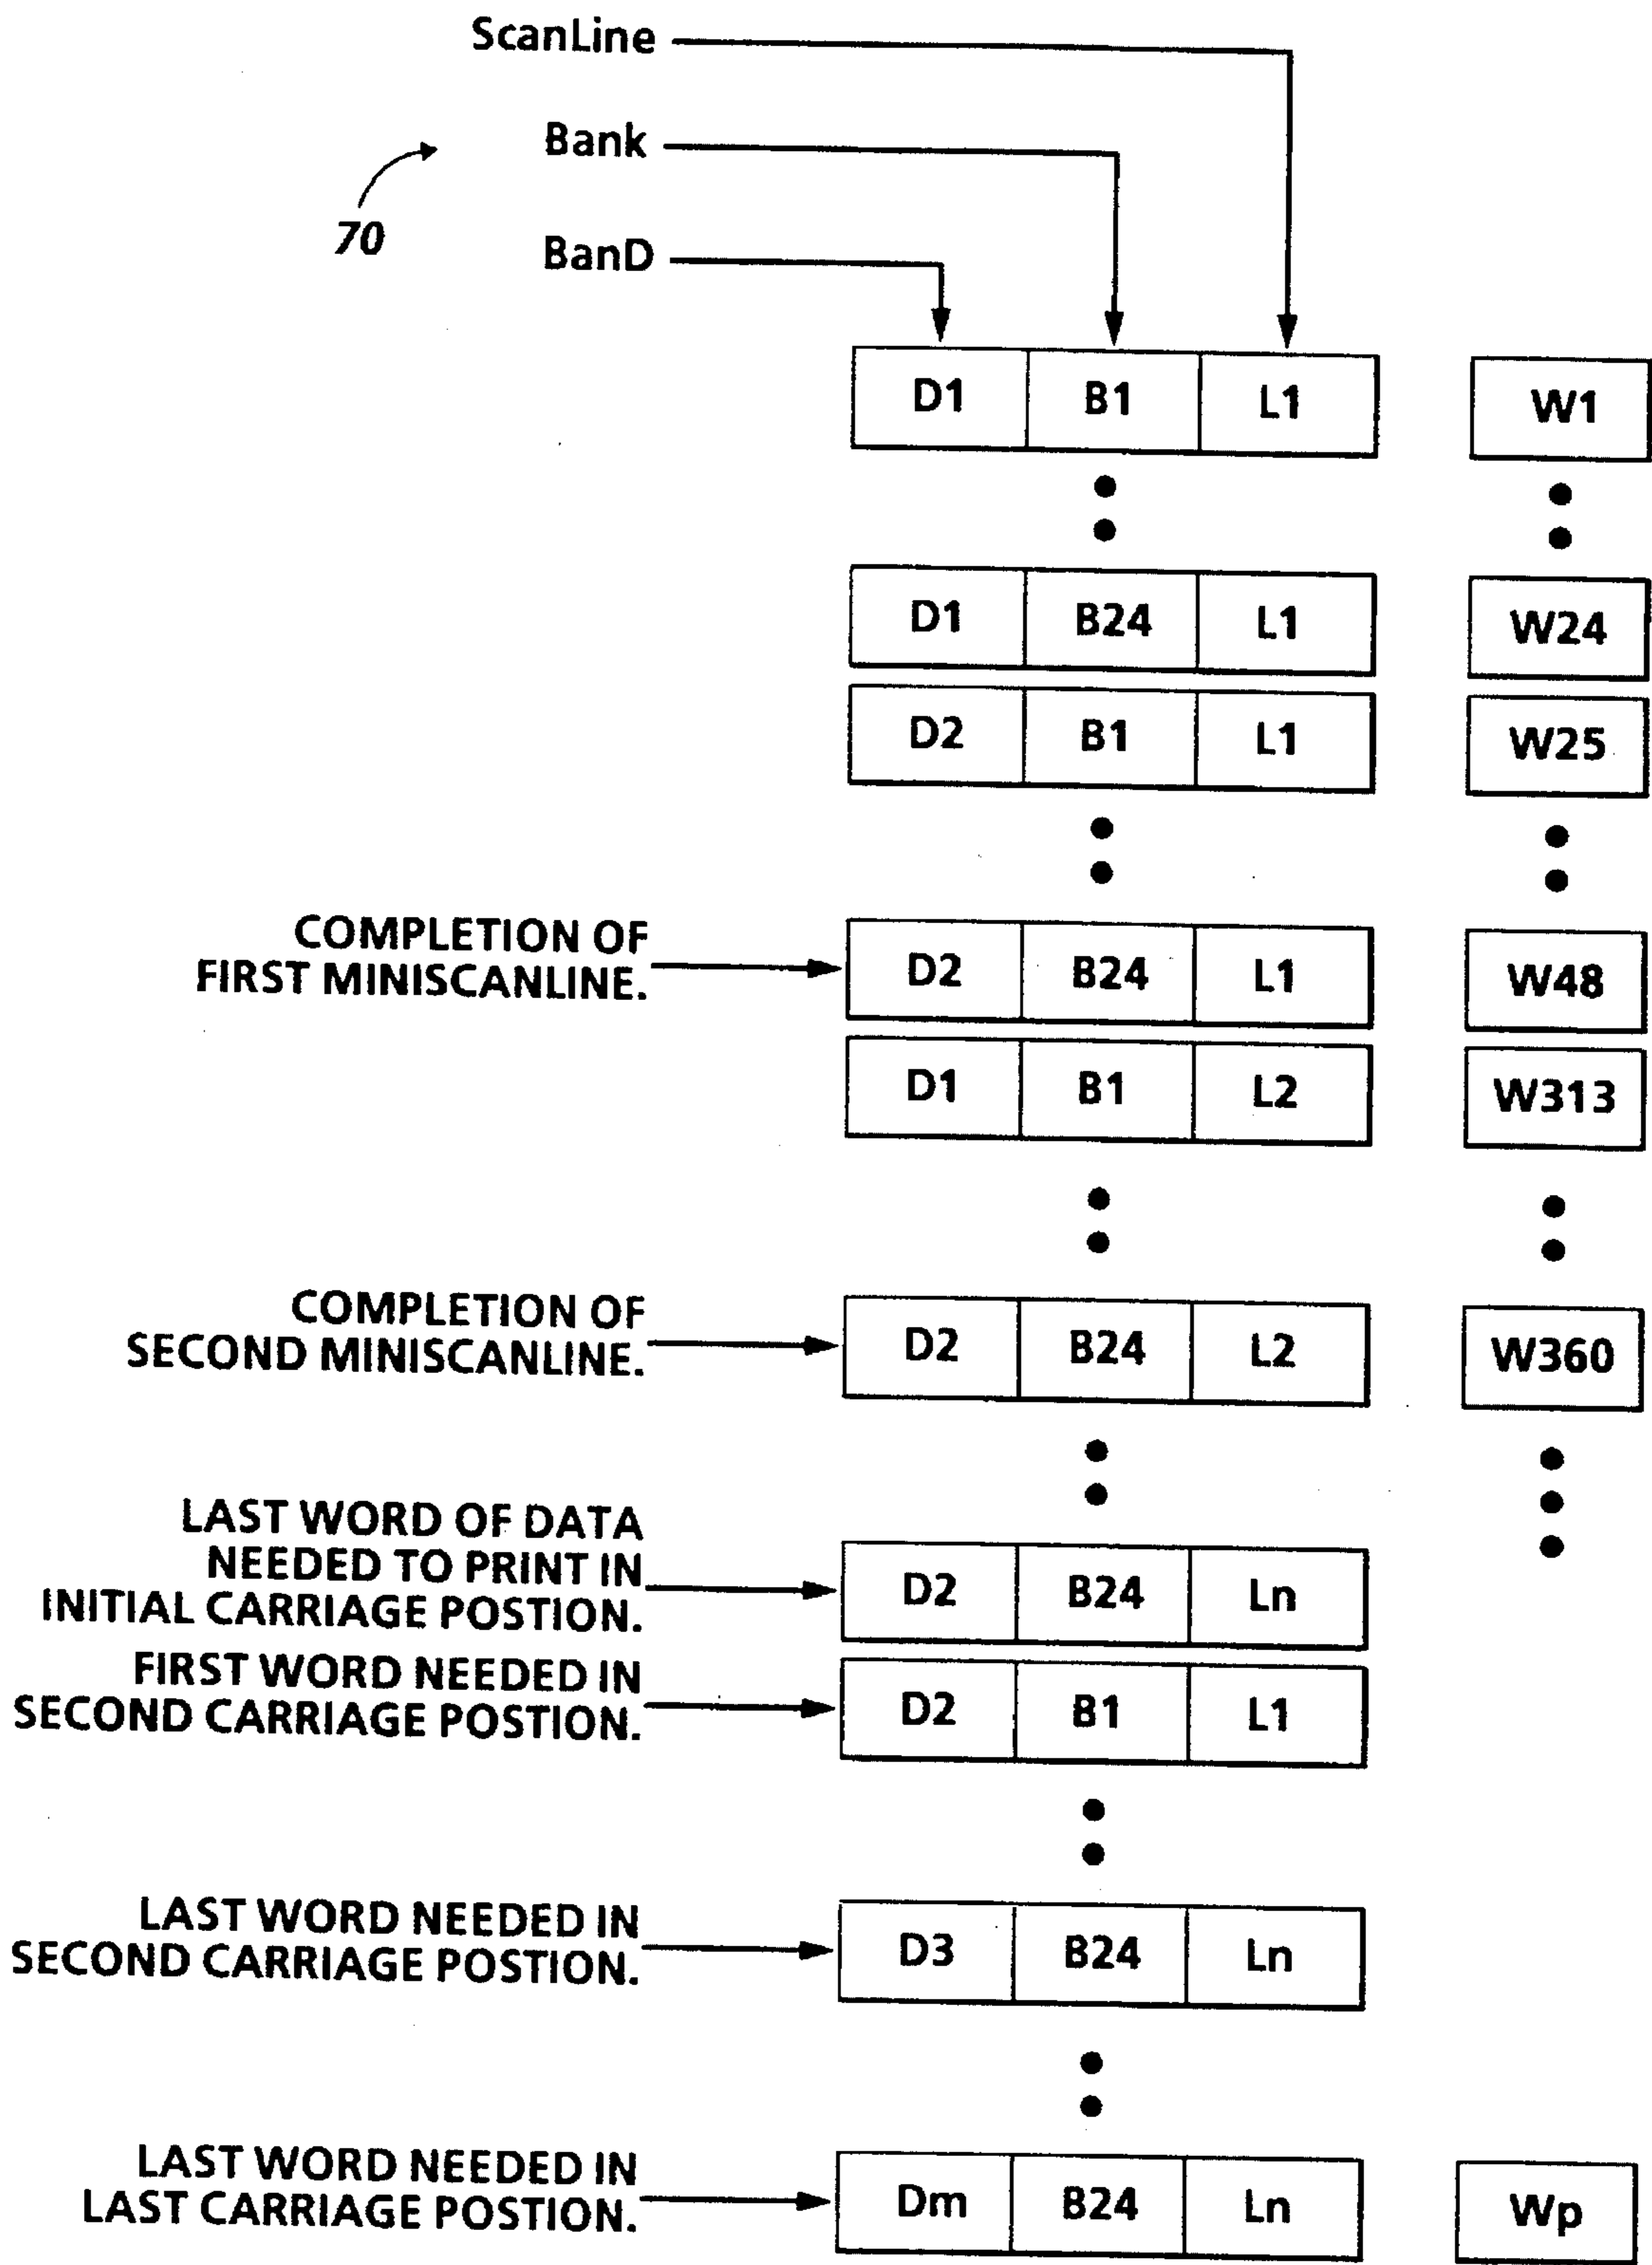 ScanLine
Bank
70
BanD
D1 B1 L1 W1
D1 B24 L1 W24
D2 B1 L1 W25
COMPLETION OF
FIRST MINISCANLINE.
D2 B24 L1 W48
D1 B1 L2 W313
COMPLETION OF
SECOND MINISCANLINE.
D2 B24 L2 W360
LAST WORD OF DATA
NEEDED TO PRINT IN
INITIAL CARRIAGE POSTION.
D2 B24 Ln
FIRST WORD NEEDED IN
SECOND CARRIAGE POSTION.
D2 B1 L1
LAST WORD NEEDED IN
SECOND CARRIAGE POSTION.
D3 B24 Ln
LAST WORD NEEDED IN
LAST CARRIAGE POSTION.
Dm B24 Ln Wp